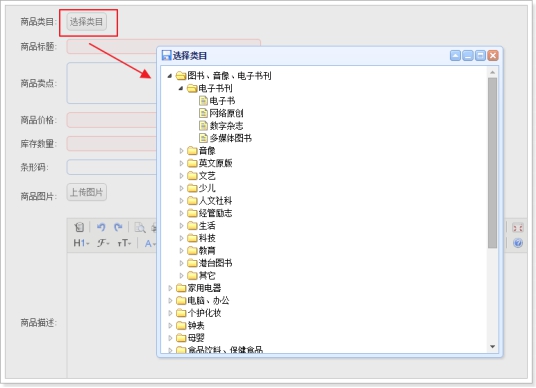 商品类目:
选择类目
商品标题:
商品卖点:
商品价格:
库存数量:
条形码:
商品图片:
上传图片
H1
F
тT
A
商品描述:
选择类目
图书、音像、电子书刊
电子书刊
电子书
网络原创
数字杂志
多媒体图书
音像
英文原版
文艺
少儿
人文社科
经管励志
生活
科技
教育
港台图书
其它
家用电器
电脑、办公
个护化妆
钟表
母婴
食品饮料、保健食品